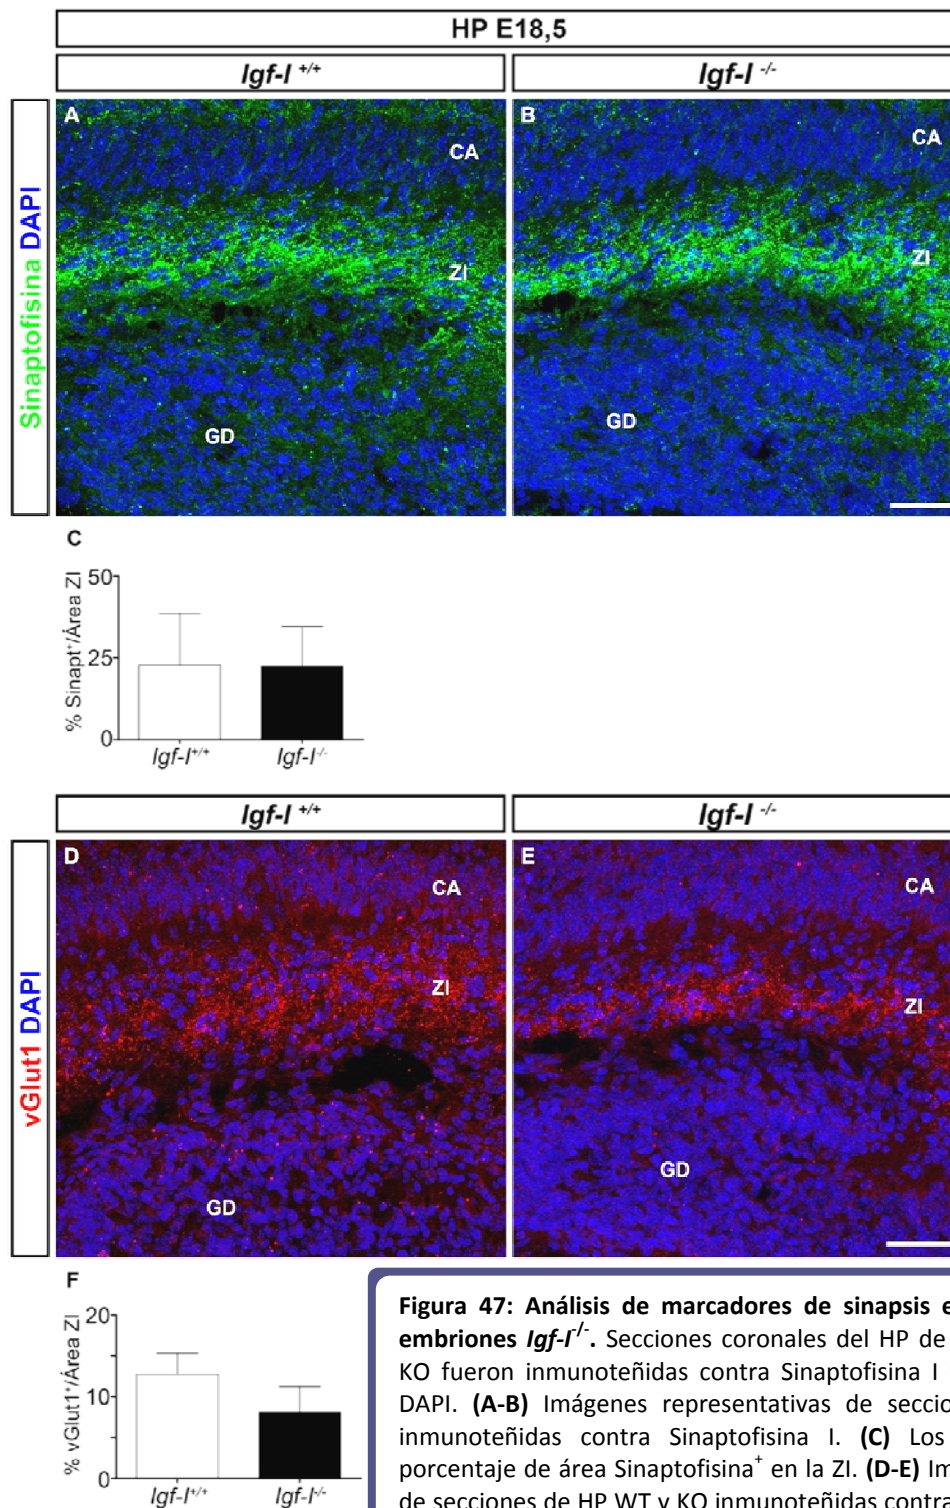 HP E18,5
Igf-I +/+
Igf-I -/-
Sinaptofisina DAPI
A
CA
ZI
GD
B
CA
ZI
GD
C
% Sinapt+/Área ZI
50
25
0
Igf-I+/+
Igf-I-/-
Igf-I +/+
Igf-I -/-
vGlut1 DAPI
D
CA
ZI
GD
E
CA
ZI
GD
F
% vGlut1+/Área ZI
20
10
0
Igf-I+/+
Igf-I-/-
Figura 47: Análisis de marcadores de sinapsis e
embriones Igf-I-/-. Secciones coronales del HP de
KO fueron inmunoteñidas contra Sinaptofisina I
DAPI. (A-B) Imágenes representativas de seccio
inmunoteñidas contra Sinaptofisina I. (C) Los
porcentaje de área Sinaptofisina+ en la ZI. (D-E) Im
de secciones de HP WT y KO inmunoteñidas contra